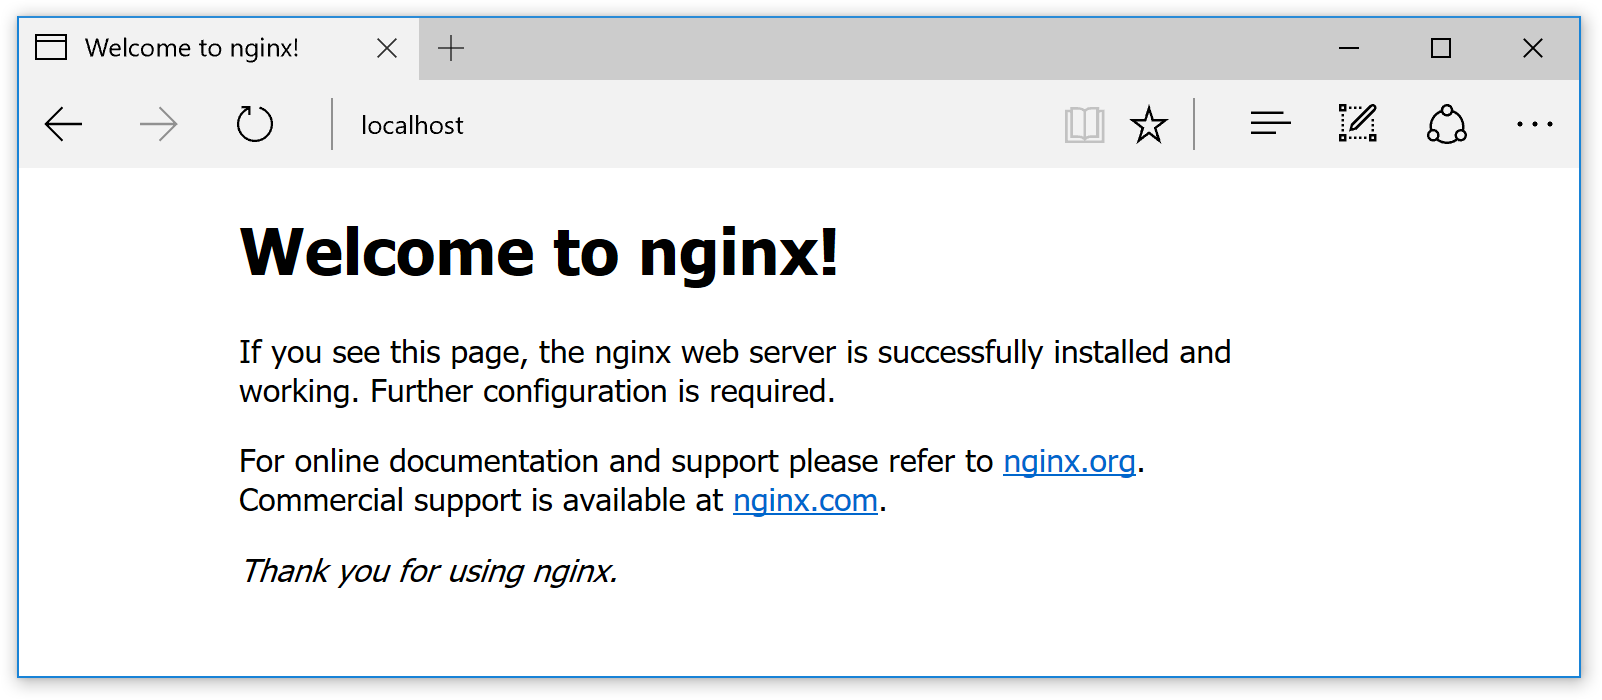 Welcome to nginx!
localhost
Welcome to nginx!
If you see this page, the nginx web server is successfully installed and
working. Further configuration is required.
For online documentation and support please refer to nginx.org.
Commercial support is available at nginx.com.
Thank you for using nginx.